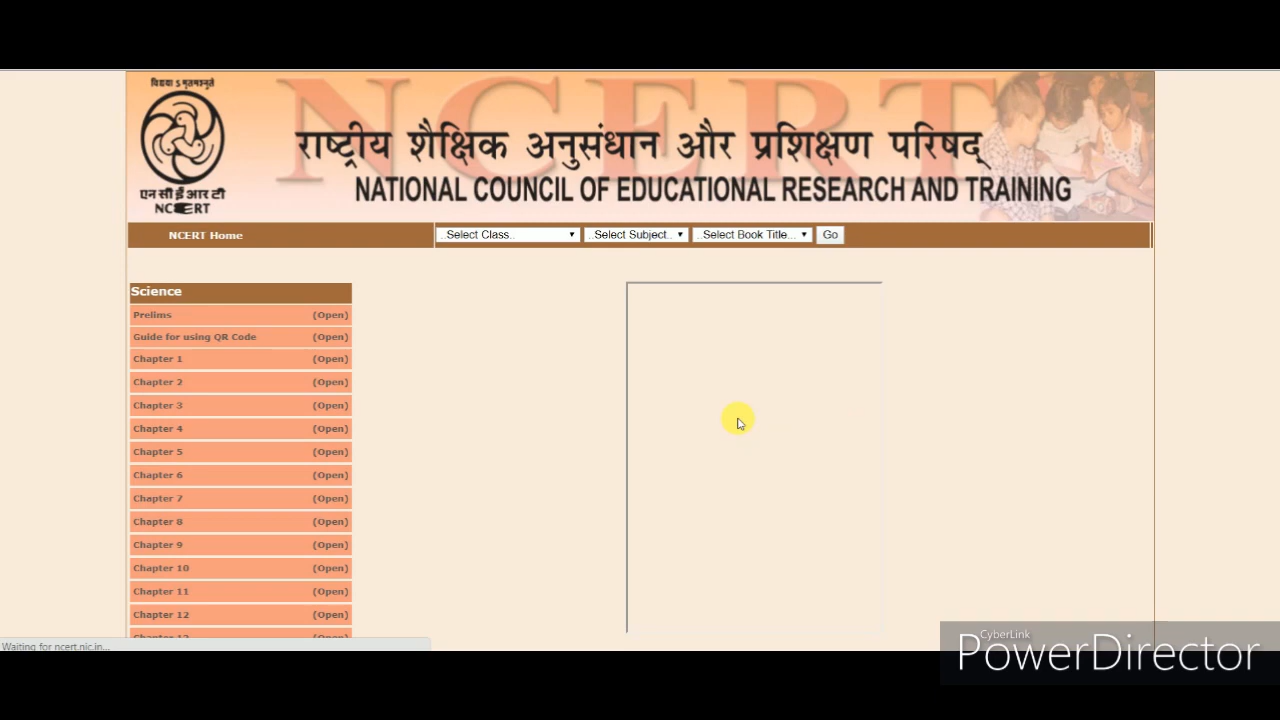 विद्यया ऽ मृतमश्नुते
एन सी ई आर टी
NCERT
NCERT
राष्ट्रीय शैक्षिक अनुसंधान और प्रशिक्षण परिषद्
NATIONAL COUNCIL OF EDUCATIONAL RESEARCH AND TRAINING
NCERT Home
..Select Class..
..Select Subject..
..Select Book Title...
Go
Science
Prelims (Open)
Guide for using QR Code (Open)
Chapter 1 (Open)
Chapter 2 (Open)
Chapter 3 (Open)
Chapter 4 (Open)
Chapter 5 (Open)
Chapter 6 (Open)
Chapter 7 (Open)
Chapter 8 (Open)
Chapter 9 (Open)
Chapter 10 (Open)
Chapter 11 (Open)
Chapter 12 (Open)
Chapter 13 (Open)
Waiting for ncert.nic.in...
CyberLink
PowerDirector